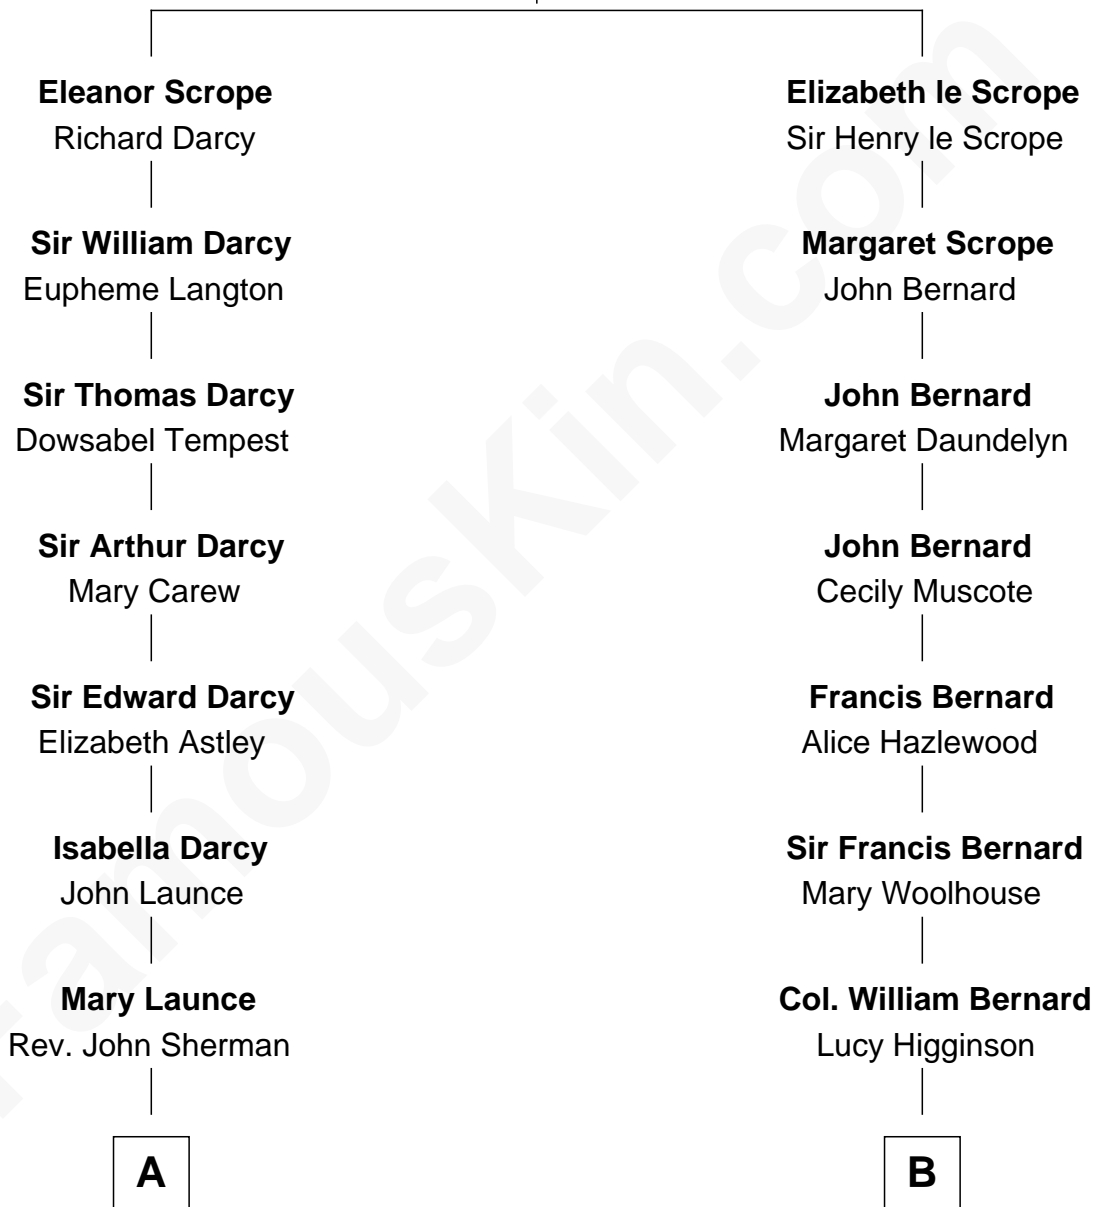 Eleanor Scrope
Richard Darcy
Sir William Darcy
Eupheme Langton
Sir Thomas Darcy
Dowsabel Tempest
Sir Arthur Darcy
Mary Carew
Sir Edward Darcy
Elizabeth Astley
Isabella Darcy
John Launce
Mary Launce
Rev. John Sherman
A
Elizabeth le Scrope
Sir Henry le Scrope
Margaret Scrope
John Bernard
John Bernard
Margaret Daundelyn
John Bernard
Cecily Muscote
Francis Bernard
Alice Hazlewood
Sir Francis Bernard
Mary Woolhouse
Col. William Bernard
Lucy Higginson
B
FamousKin.com